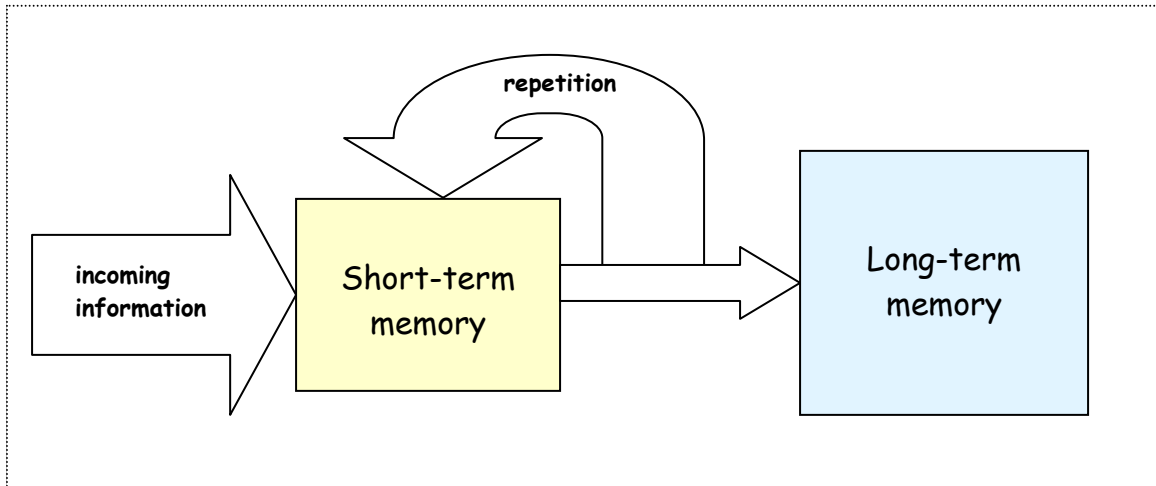 repetition
incoming
information
Short-term
memory
Long-term
memory